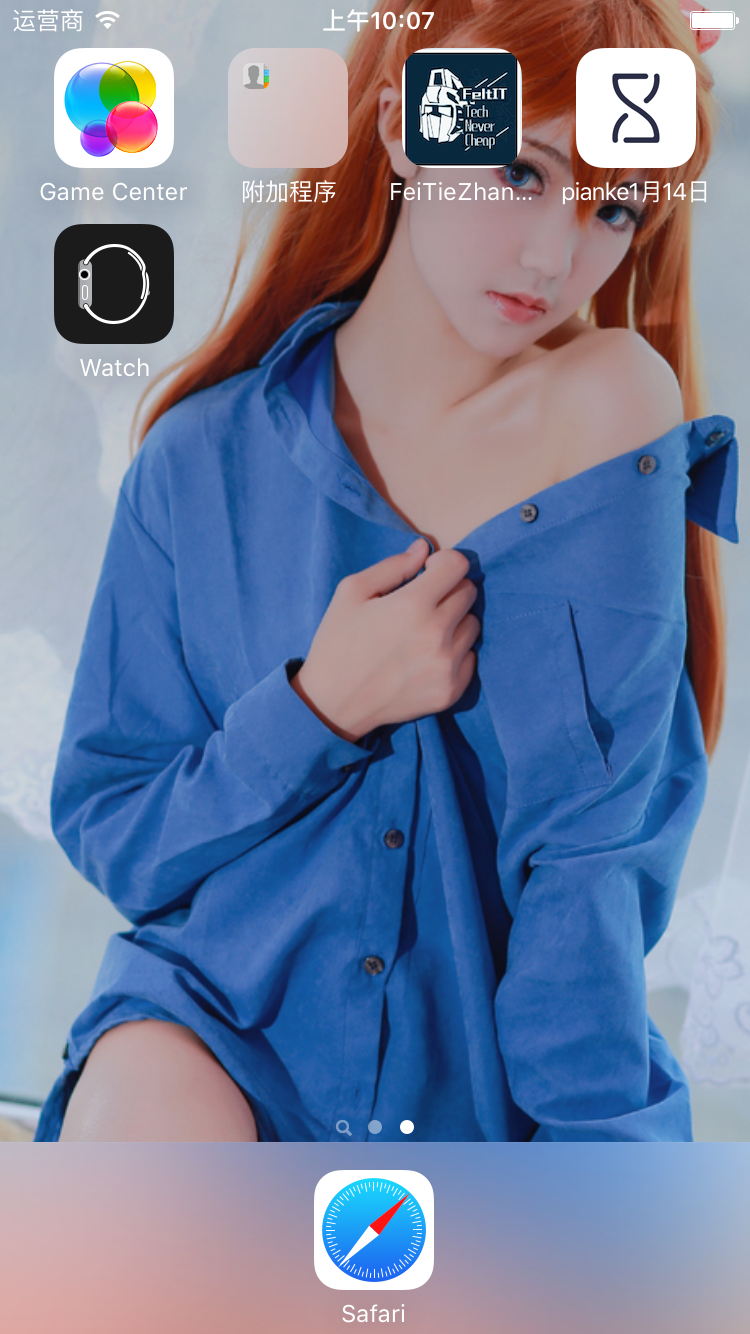 运营商 上午10:07
Game Center 附加程序 FeiTieZhan... pianke1月14日
FeItIT
Tech
Never
Cheap
Watch
Safari